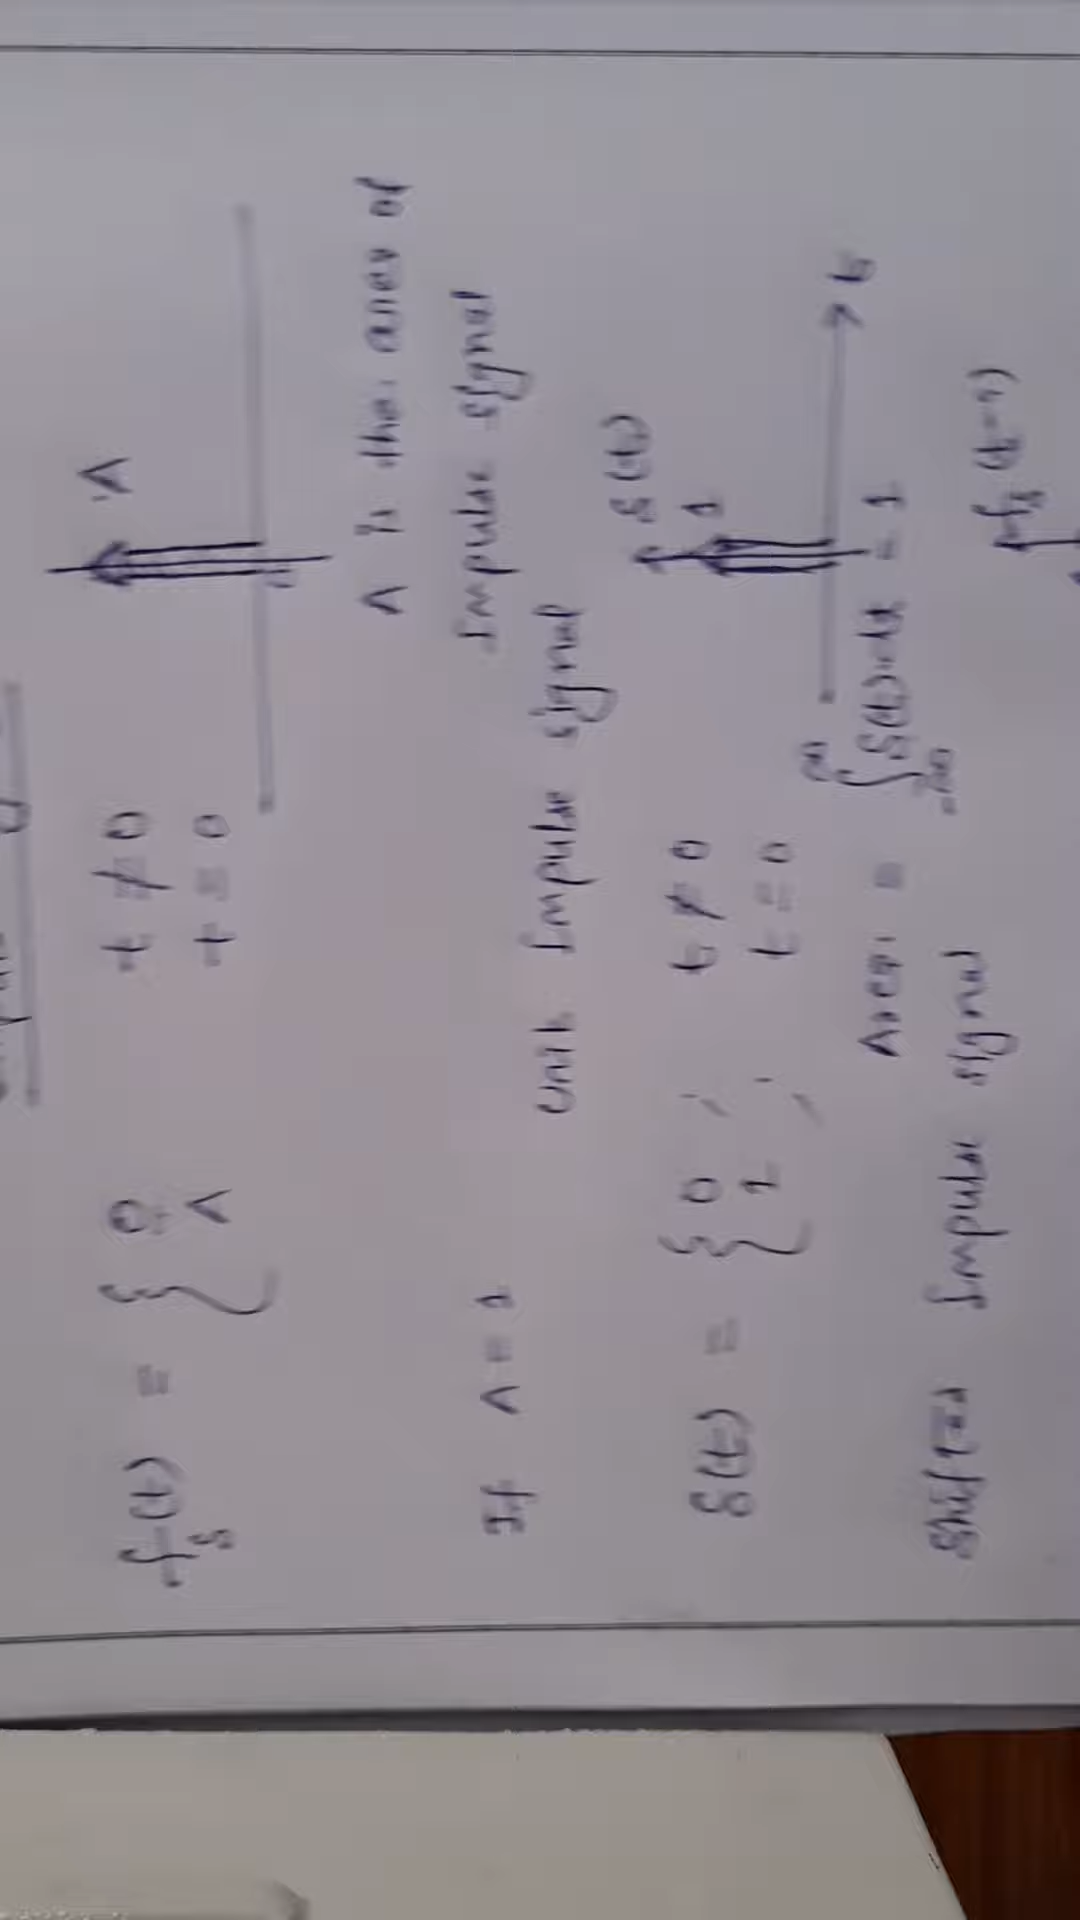 f_δ(t) = { 0 t ≠ 0
A t = 0
A
A is the area of
Impulse signal
If A = 1
Unit Impulse signal
δ(t) = { 0 ; t ≠ 0
1 ; t = 0
δ(t)
1
t
Area = ∫_{-∞}^{∞} δ(t) dt = 1
Shifted Impulse signal